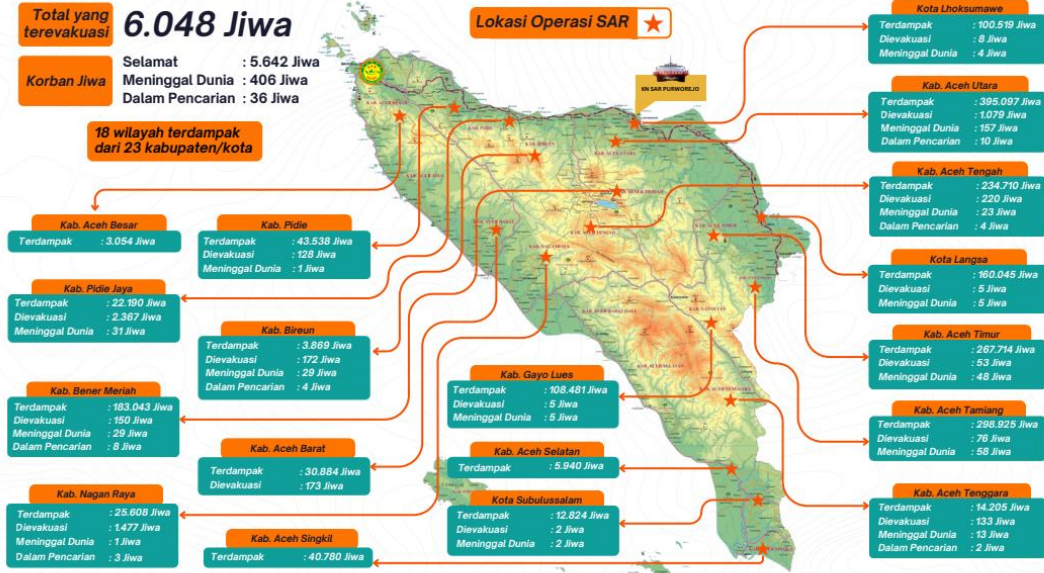 Total yang
terevakuasi
6.048 Jiwa
Lokasi Operasi SAR
Korban Jiwa
Selamat : 5.642 Jiwa
Meninggal Dunia : 406 Jiwa
Dalam Pencarian : 36 Jiwa
18 wilayah terdampak
dari 23 kabupaten/kota
KN SAR PURWOREJO
Kab. Aceh Besar
Terdampak : 3.054 Jiwa
Kab. Pidie
Terdampak : 43.538 Jiwa
Dievakuasi : 128 Jiwa
Meninggal Dunia : 1 Jiwa
Kab. Pidie Jaya
Terdampak : 22.190 Jiwa
Dievakuasi : 2.367 Jiwa
Meninggal Dunia : 31 Jiwa
Kab. Bireun
Terdampak : 3.869 Jiwa
Dievakuasi : 172 Jiwa
Meninggal Dunia : 29 Jiwa
Dalam Pencarian : 4 Jiwa
Kab. Bener Meriah
Terdampak : 183.043 Jiwa
Dievakuasi : 150 Jiwa
Meninggal Dunia : 29 Jiwa
Dalam Pencarian : 8 Jiwa
Kab. Aceh Barat
Terdampak : 30.884 Jiwa
Dievakuasi : 173 Jiwa
Kab. Nagan Raya
Terdampak : 25.608 Jiwa
Dievakuasi : 1.477 Jiwa
Meninggal Dunia : 1 Jiwa
Dalam Pencarian : 3 Jiwa
Kab. Aceh Singkil
Terdampak : 40.780 Jiwa
Kab. Gayo Lues
Terdampak : 108.481 Jiwa
Dievakuasi : 5 Jiwa
Meninggal Dunia : 5 Jiwa
Kab. Aceh Selatan
Terdampak : 5.940 Jiwa
Kota Subulussalam
Terdampak : 12.824 Jiwa
Dievakuasi : 2 Jiwa
Meninggal Dunia : 2 Jiwa
Kota Lhoksumawe
Terdampak : 100.519 Jiwa
Dievakuasi : 8 Jiwa
Meninggal Dunia : 4 Jiwa
Kab. Aceh Utara
Terdampak : 395.097 Jiwa
Dievakuasi : 1.079 Jiwa
Meninggal Dunia : 157 Jiwa
Dalam Pencarian : 10 Jiwa
Kab. Aceh Tengah
Terdampak : 234.710 Jiwa
Dievakuasi : 220 Jiwa
Meninggal Dunia : 23 Jiwa
Dalam Pencarian : 4 Jiwa
Kota Langsa
Terdampak : 160.045 Jiwa
Dievakuasi : 5 Jiwa
Meninggal Dunia : 5 Jiwa
Kab. Aceh Timur
Terdampak : 267.714 Jiwa
Dievakuasi : 53 Jiwa
Meninggal Dunia : 48 Jiwa
Kab. Aceh Tamiang
Terdampak : 298.925 Jiwa
Dievakuasi : 76 Jiwa
Meninggal Dunia : 58 Jiwa
Kab. Aceh Tenggara
Terdampak : 14.205 Jiwa
Dievakuasi : 133 Jiwa
Meninggal Dunia : 13 Jiwa
Dalam Pencarian : 2 Jiwa